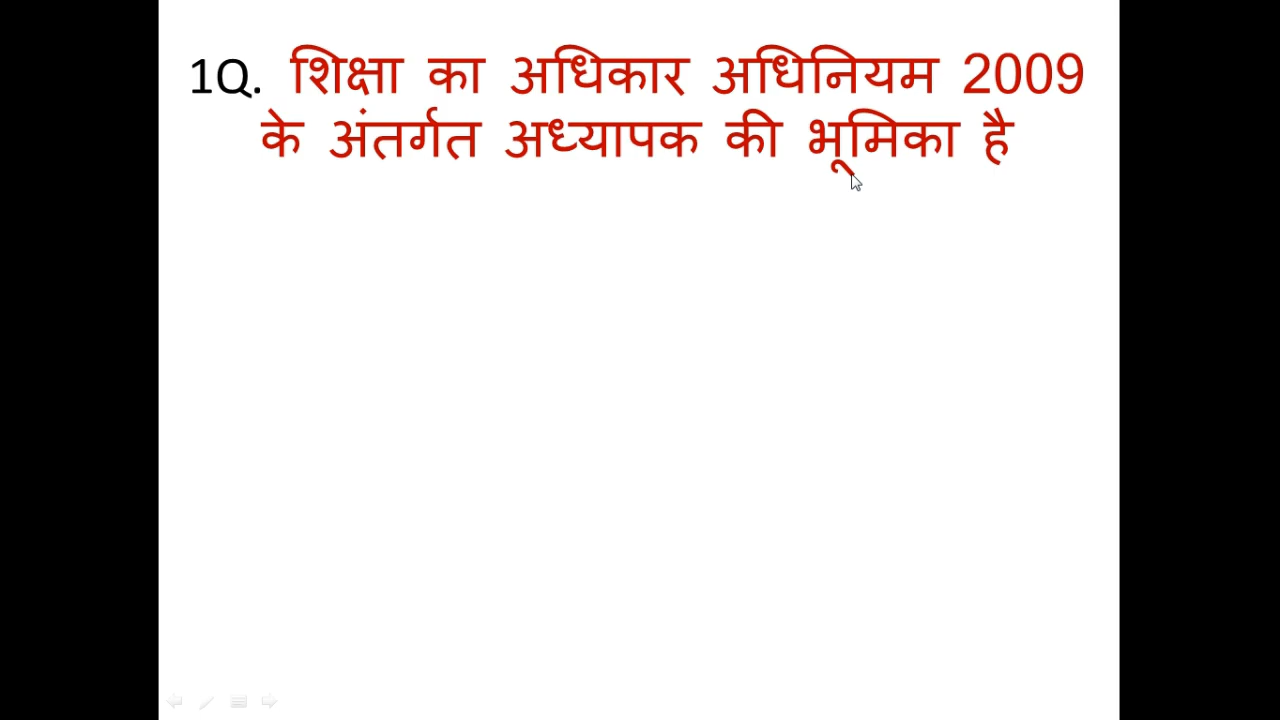 1Q. शिक्षा का अधिकार अधिनियम 2009
के अंतर्गत अध्यापक की भूमिका है